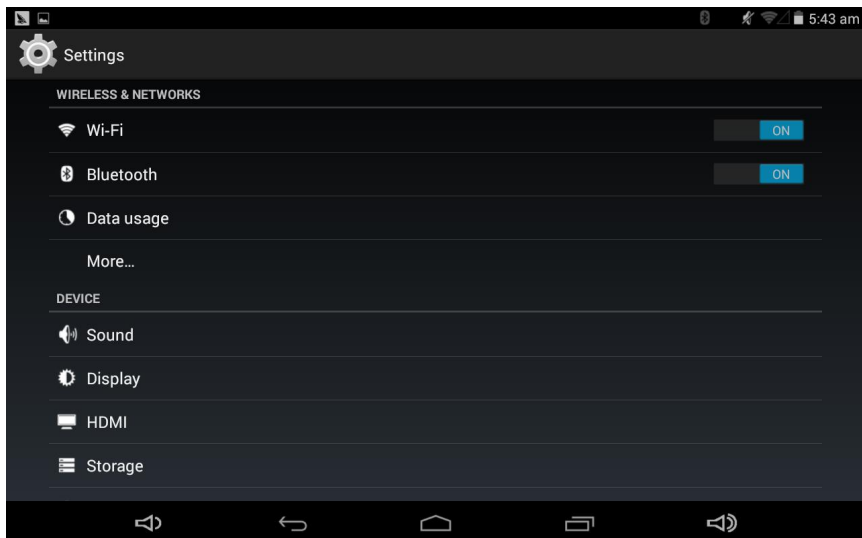 5:43 am
Settings
WIRELESS & NETWORKS
Wi-Fi ON
Bluetooth ON
Data usage
More...
DEVICE
Sound
Display
HDMI
Storage